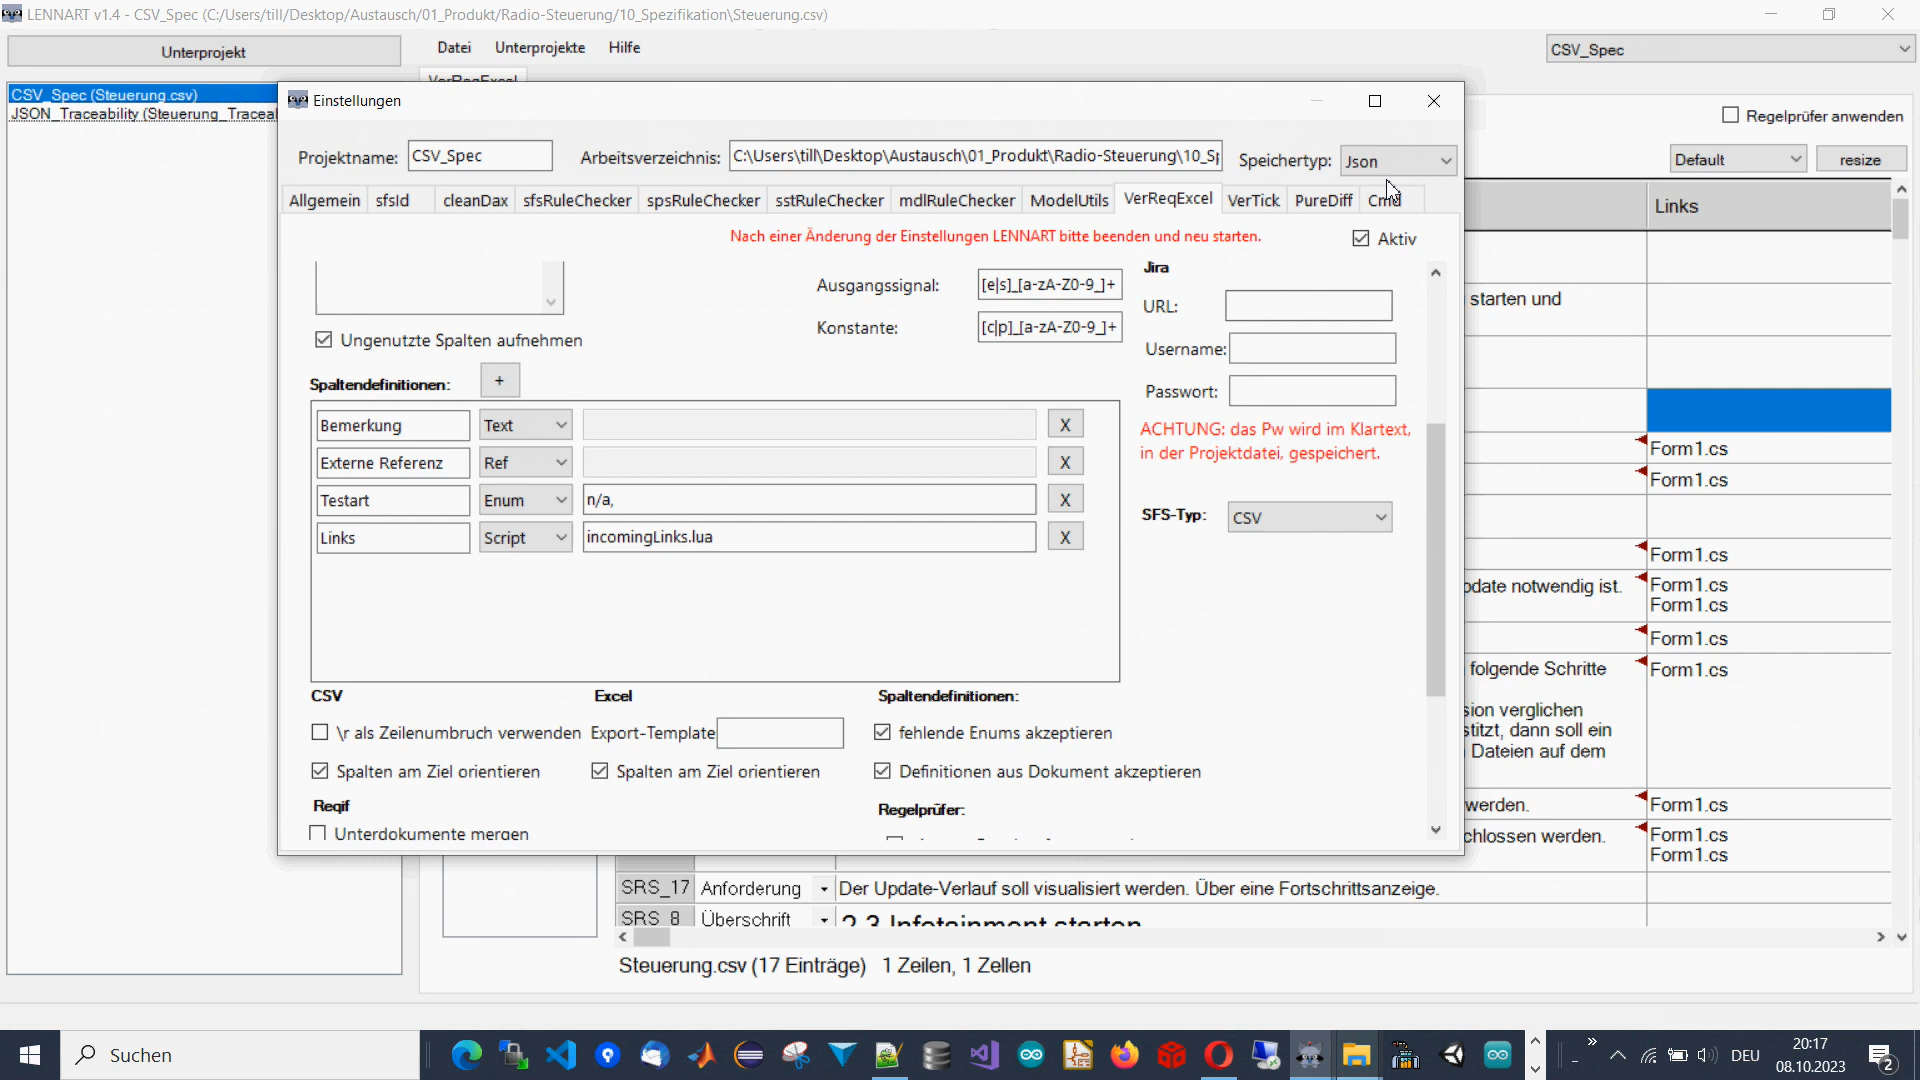 LENNART v1.4 - CSV_Spec (C:/Users/till/Desktop/Austausch/01_Produkt/Radio-Steuerung/10_Spezifikation\Steuerung.csv)
Unterprojekt
Datei Unterprojekte Hilfe
CSV_Spec
VerReqExcel
CSV_Spec (Steuerung.csv)
JSON_Traceability (Steuerung_Traceal
Einstellungen
Regelprüfer anwenden
Projektname: CSV_Spec Arbeitsverzeichnis: C:\Users\till\Desktop\Austausch\01_Produkt\Radio-Steuerung\10_Sp Speichertyp: Json
Default resize
Allgemein sfsId cleanDax sfsRuleChecker spsRuleChecker sstRuleChecker mdlRuleChecker ModelUtils VerReqExcel VerTick PureDiff Cmd
Links
Nach einer Änderung der Einstellungen LENNART bitte beenden und neu starten.
Aktiv
Ausgangssignal: [e|s]_[a-zA-Z0-9_]+
Konstante: [c|p]_[a-zA-Z0-9_]+
Jira
URL:
Username:
Passwort:
ACHTUNG: das Pw wird im Klartext,
in der Projektdatei, gespeichert.
SFS-Typ: CSV
Ungenutzte Spalten aufnehmen
Spaltendefinitionen: +
Bemerkung Text X
Externe Referenz Ref X
Testart Enum n/a, X
Links Script incomingLinks.lua X
CSV Excel Spaltendefinitionen:
\r als Zeilenumbruch verwenden Export-Template fehlende Enums akzeptieren
Spalten am Ziel orientieren Spalten am Ziel orientieren Definitionen aus Dokument akzeptieren
Reqif Regelprüfer:
Unterdokumente mergen
starten und
Form1.cs
Form1.cs
Form1.cs
pdate notwendig ist. Form1.cs
Form1.cs
Form1.cs
folgende Schritte Form1.cs
sion verglichen
stitzt, dann soll ein
Dateien auf dem
werden. Form1.cs
chlossen werden. Form1.cs
Form1.cs
SRS_17 Anforderung Der Update-Verlauf soll visualisiert werden. Über eine Fortschrittsanzeige.
SRS_8 Überschrift 2.3 Infotainment starten
Steuerung.csv (17 Einträge) 1 Zeilen, 1 Zellen
Suchen
DEU
20:17
08.10.2023
2